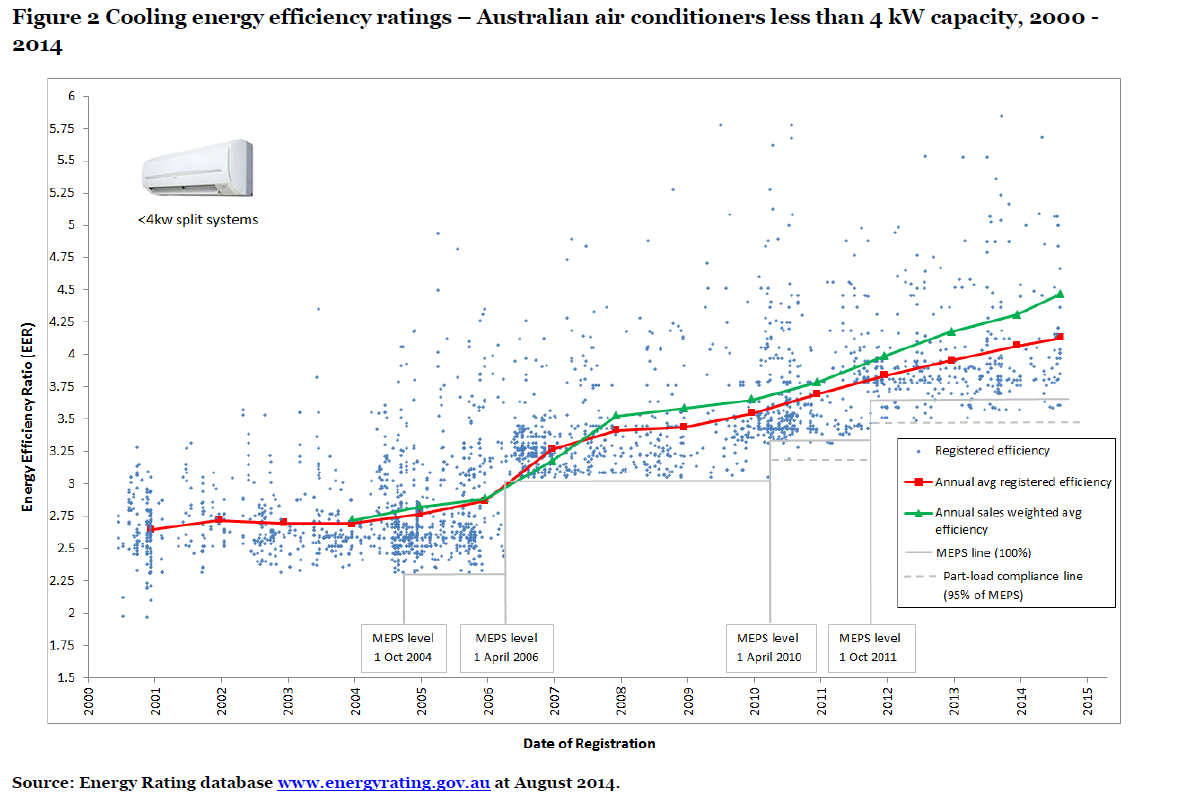 Figure 2 Cooling energy efficiency ratings – Australian air conditioners less than 4 kW capacity, 2000 -
2014
6
5.75
5.5
5.25
5
4.75
4.5
4.25
4
3.75
3.5
3.25
3
2.75
2.5
2.25
2
1.75
1.5
Energy Efficiency Ratio (EER)
<4kw split systems
Registered efficiency
Annual avg registered efficiency
Annual sales weighted avg
efficiency
MEPS line (100%)
Part-load compliance line
(95% of MEPS)
MEPS level
1 Oct 2004
MEPS level
1 April 2006
MEPS level
1 April 2010
MEPS level
1 Oct 2011
2000
2001
2002
2003
2004
2005
2006
2007
2008
2009
2010
2011
2012
2013
2014
2015
Date of Registration
Source: Energy Rating database www.energyrating.gov.au at August 2014.